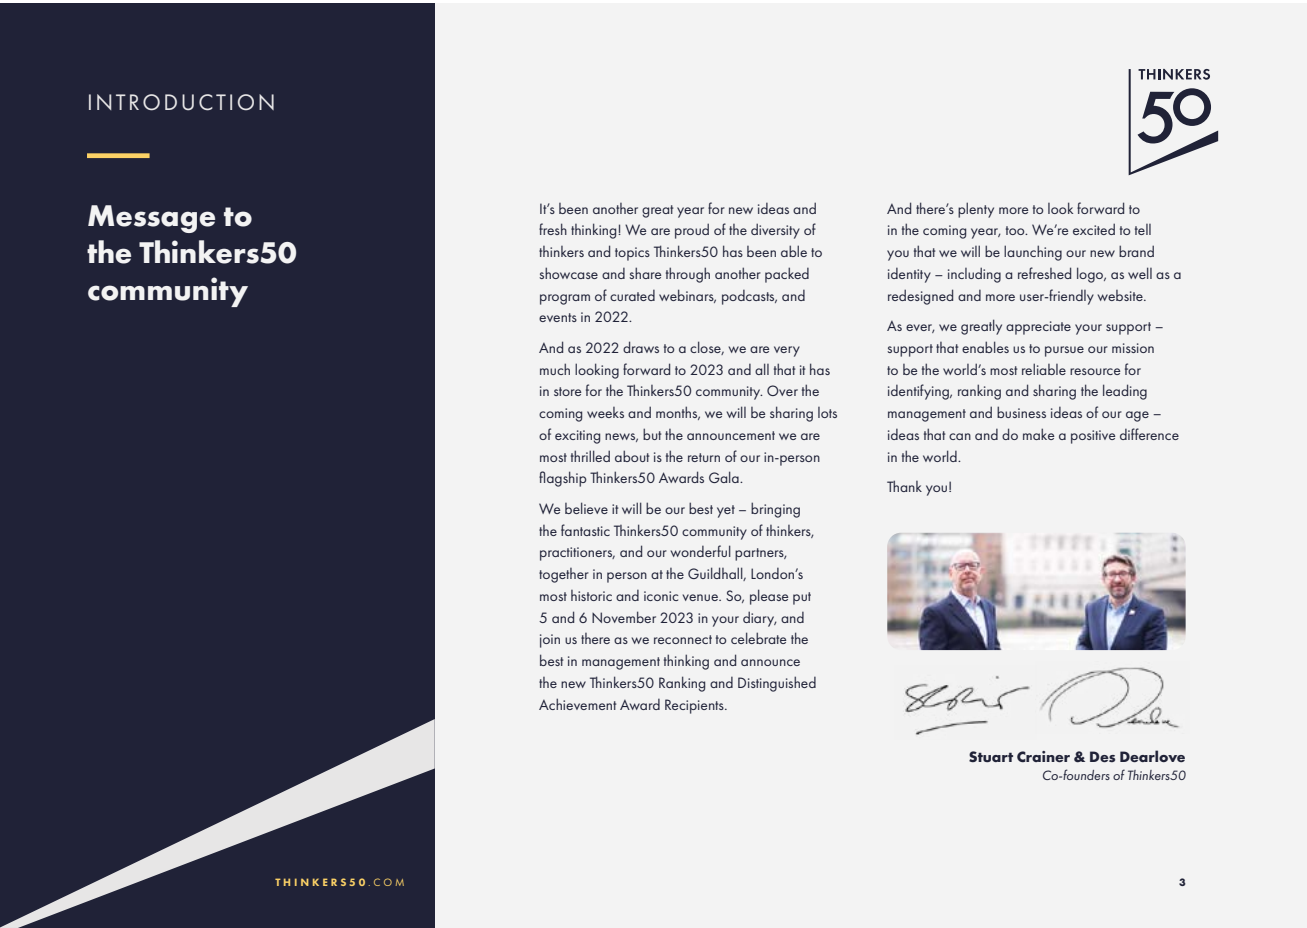 INTRODUCTION
Message to
the Thinkers50
community
THINKERS50.COM
THINKERS
50
It's been another great year for new ideas and
fresh thinking! We are proud of the diversity of
thinkers and topics Thinkers50 has been able to
showcase and share through another packed
program of curated webinars, podcasts, and
events in 2022.
And as 2022 draws to a close, we are very
much looking forward to 2023 and all that it has
in store for the Thinkers50 community. Over the
coming weeks and months, we will be sharing lots
of exciting news, but the announcement we are
most thrilled about is the return of our in-person
flagship Thinkers50 Awards Gala.
We believe it will be our best yet – bringing
the fantastic Thinkers50 community of thinkers,
practitioners, and our wonderful partners,
together in person at the Guildhall, London's
most historic and iconic venue. So, please put
5 and 6 November 2023 in your diary, and
join us there as we reconnect to celebrate the
best in management thinking and announce
the new Thinkers50 Ranking and Distinguished
Achievement Award Recipients.
And there's plenty more to look forward to
in the coming year, too. We're excited to tell
you that we will be launching our new brand
identity – including a refreshed logo, as well as a
redesigned and more user-friendly website.
As ever, we greatly appreciate your support –
support that enables us to pursue our mission
to be the world's most reliable resource for
identifying, ranking and sharing the leading
management and business ideas of our age –
ideas that can and do make a positive difference
in the world.
Thank you!
Stuart Crainer & Des Dearlove
Co-founders of Thinkers50
3